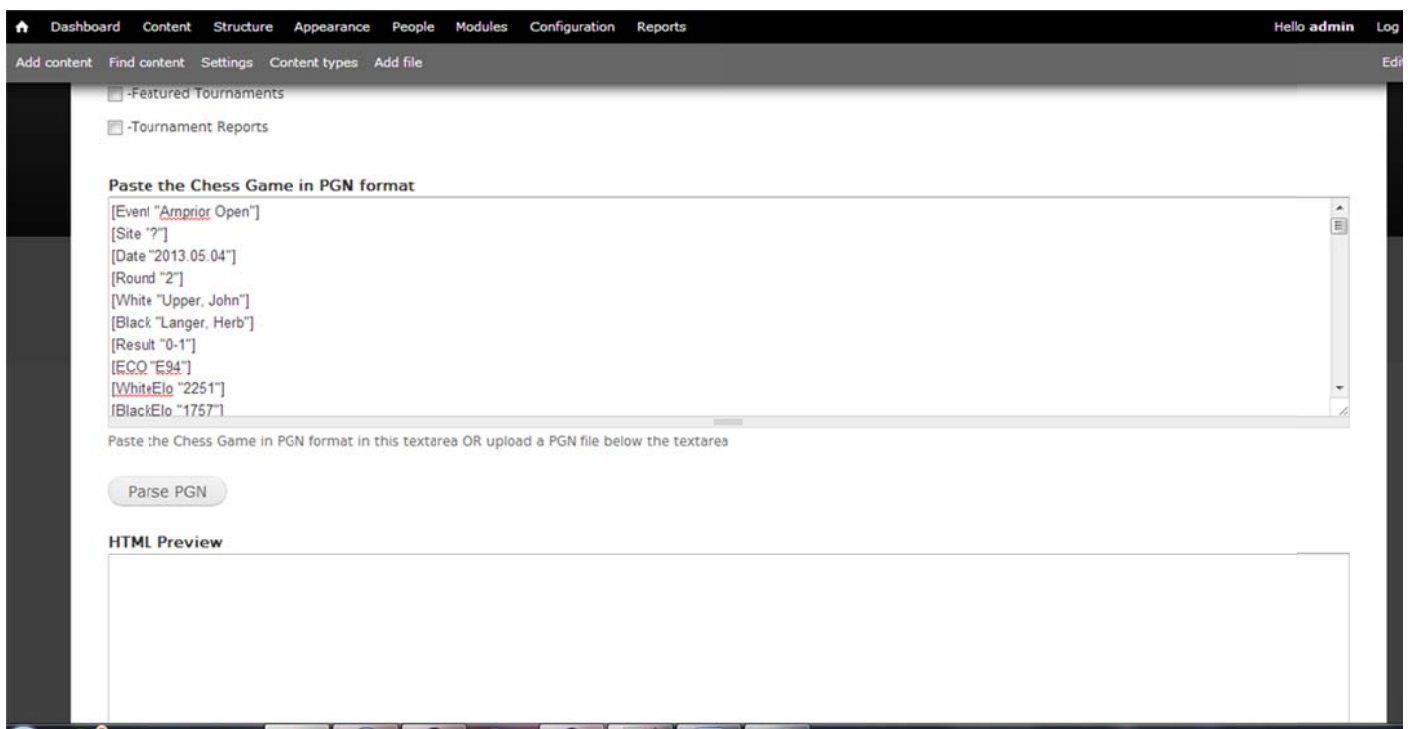 Dashboard Content Structure Appearance People Modules Configuration Reports Hello admin Log
Add content Find content Settings Content types Add file Edit
-Featured Tournaments
-Tournament Reports
Paste the Chess Game in PGN format
[Event "Arnprior Open"]
[Site "?"]
[Date "2013.05.04"]
[Round "2"]
[White "Upper, John"]
[Black "Langer, Herb"]
[Result "0-1"]
[ECO "E94"]
[WhiteElo "2251"]
[BlackElo "1757"]
Paste the Chess Game in PGN format in this textarea OR upload a PGN file below the textarea
Parse PGN
HTML Preview